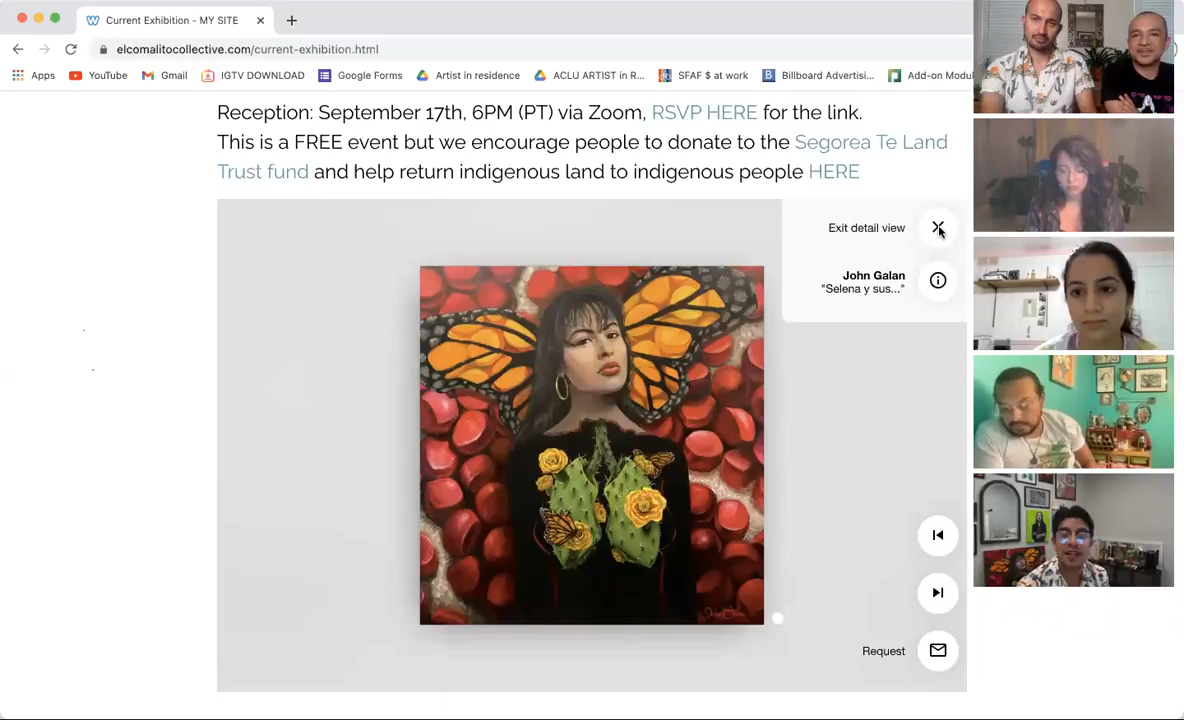 Current Exhibition - MY SITE
elcomalitocollective.com/current-exhibition.html
Apps YouTube Gmail IGTV DOWNLOAD Google Forms Artist in residence ACLU ARTIST in R... SFAF $ at work Billboard Advertisi... Add-on Modul
Reception: September 17th, 6PM (PT) via Zoom, RSVP HERE for the link.
This is a FREE event but we encourage people to donate to the Segorea Te Land
Trust fund and help return indigenous land to indigenous people HERE
Exit detail view
John Galan
"Selena y sus..."
Request